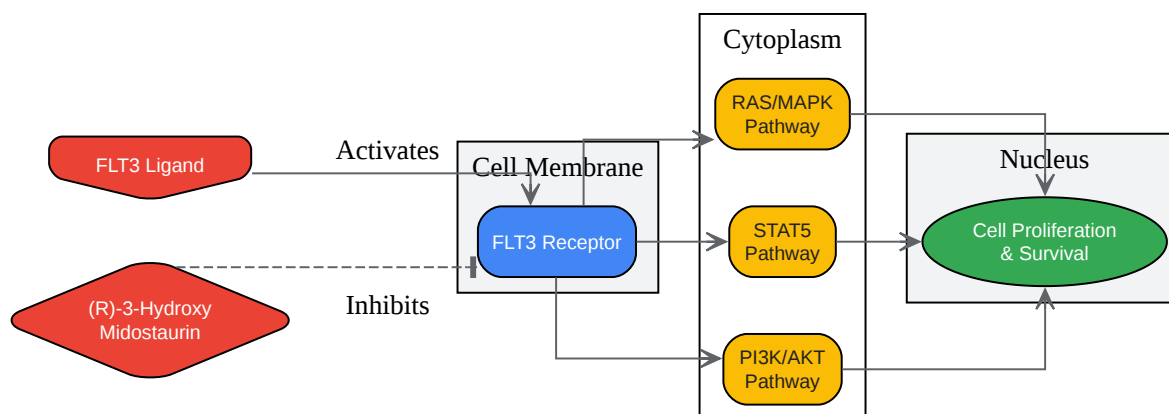 Cytoplasm
RAS/MAPK
Pathway
Activates
FLT3 Ligand
Cell Membrane
Nucleus
FLT3 Receptor
STAT5
Pathway
Cell Proliferation
& Survival
Inhibits
(R)-3-Hydroxy
Midostaurin
PI3K/AKT
Pathway